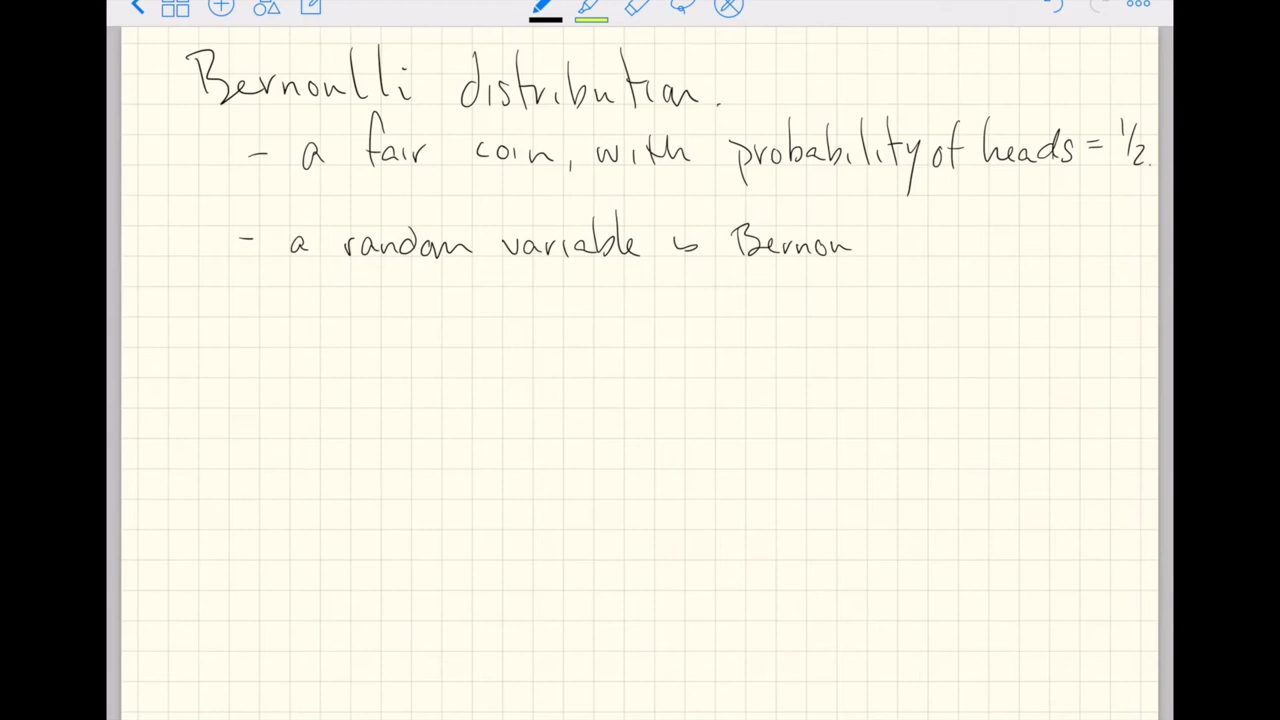 Bernoulli distribution.
- a fair coin, with probability of heads = 1/2.
- a random variable is Bernou